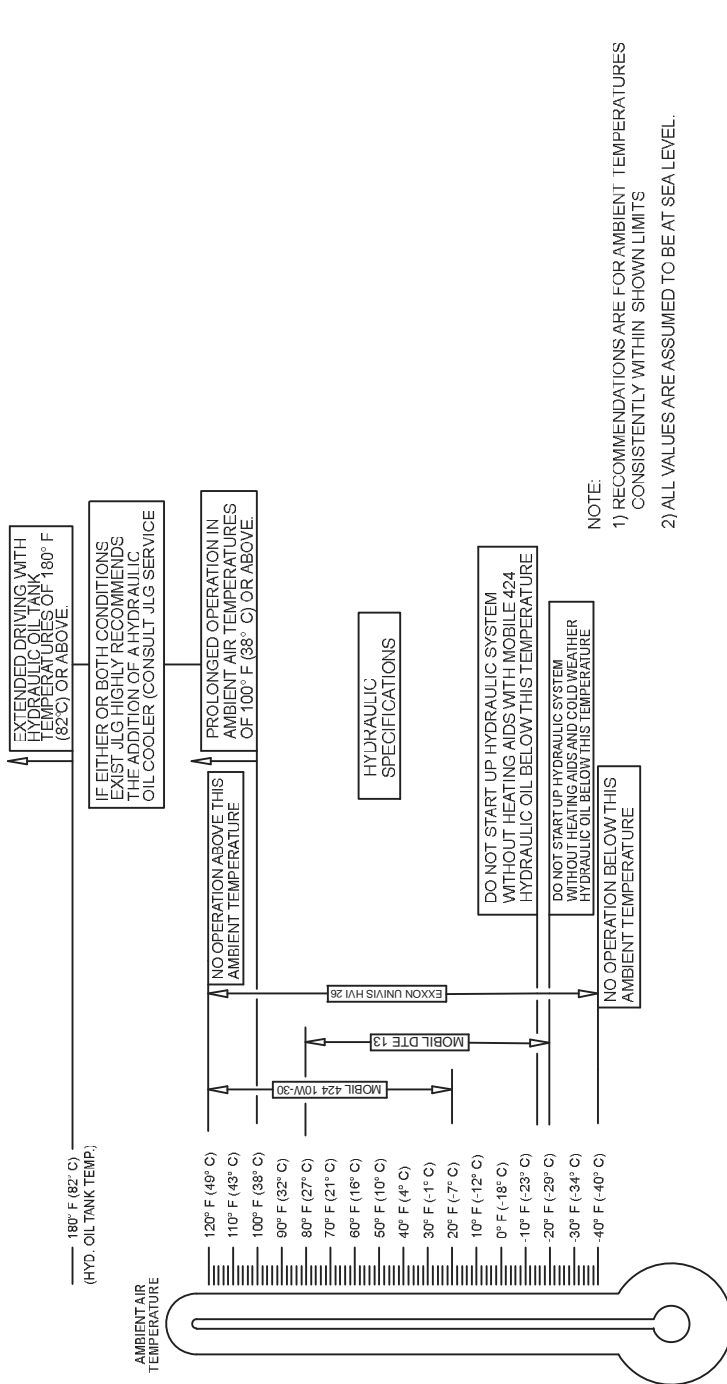 EXTENDED DRIVING WITH
HYDRAULIC OIL TANK
TEMPERATURES OF 180° F
(82°C) OR ABOVE.
180° F (82° C)
(HYD. OIL TANK TEMP.)
IF EITHER OR BOTH CONDITIONS
EXIST JLG HIGHLY RECOMMENDS
THE ADDITION OF A HYDRAULIC
OIL COOLER (CONSULT JLG SERVICE
PROLONGED OPERATION IN
AMBIENT AIR TEMPERATURES
OF 100° F (38° C) OR ABOVE.
AMBIENT AIR
TEMPERATURE
NO OPERATION ABOVE THIS
AMBIENT TEMPERATURE
120° F (49° C)
110° F (43° C)
100° F (38° C)
90° F (32° C)
80° F (27° C)
70° F (21° C)
60° F (16° C)
50° F (10° C)
40° F (4° C)
30° F (-1° C)
20° F (-7° C)
10° F (-12° C)
0° F (-18° C)
-10° F (-23° C)
-20° F (-29° C)
-30° F (-34° C)
-40° F (-40° C)
MOBIL 424 10W-30
MOBIL DTE 13
EXXON UNIVIS HVI 26
HYDRAULIC
SPECIFICATIONS
DO NOT START UP HYDRAULIC SYSTEM
WITHOUT HEATING AIDS WITH MOBILE 424
HYDRAULIC OIL BELOW THIS TEMPERATURE
DO NOT START UP HYDRAULIC SYSTEM
WITHOUT HEATING AIDS AND COLD WEATHER
HYDRAULIC OIL BELOW THIS TEMPERATURE
NO OPERATION BELOW THIS
AMBIENT TEMPERATURE
NOTE:
1) RECOMMENDATIONS ARE FOR AMBIENT TEMPERATURES
CONSISTENTLY WITHIN SHOWN LIMITS
2) ALL VALUES ARE ASSUMED TO BE AT SEA LEVEL.